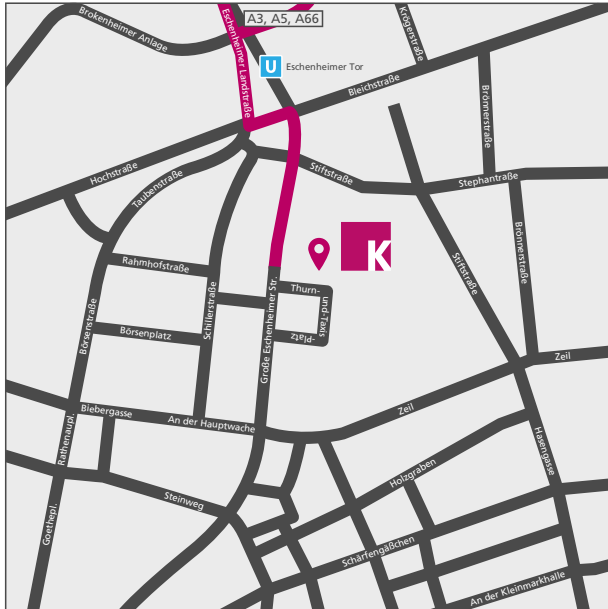 A3, A5, A66
Brokenheimer Anlage
Eschenheimer Landstraße
Krögerstraße
U
Eschenheimer Tor
Bleichstraße
Brönnerstraße
Hochstraße
Taubenstraße
Stiftstraße
Stephantraße
Brönnerstraße
Stiftstraße
K
Rahmhofstraße
Schillerstraße
Große Eschenheimer Str.
Thurn-
und-Taxis
-Platz
Börsenstraße
Börsenplatz
Zeil
Zeil
Biebergasse
An der Hauptwache
Rathenaupl.
Hasengasse
Holzgraben
Steinweg
Goethepl.
Schärfengäßchen
An der Kleinmarkhalle